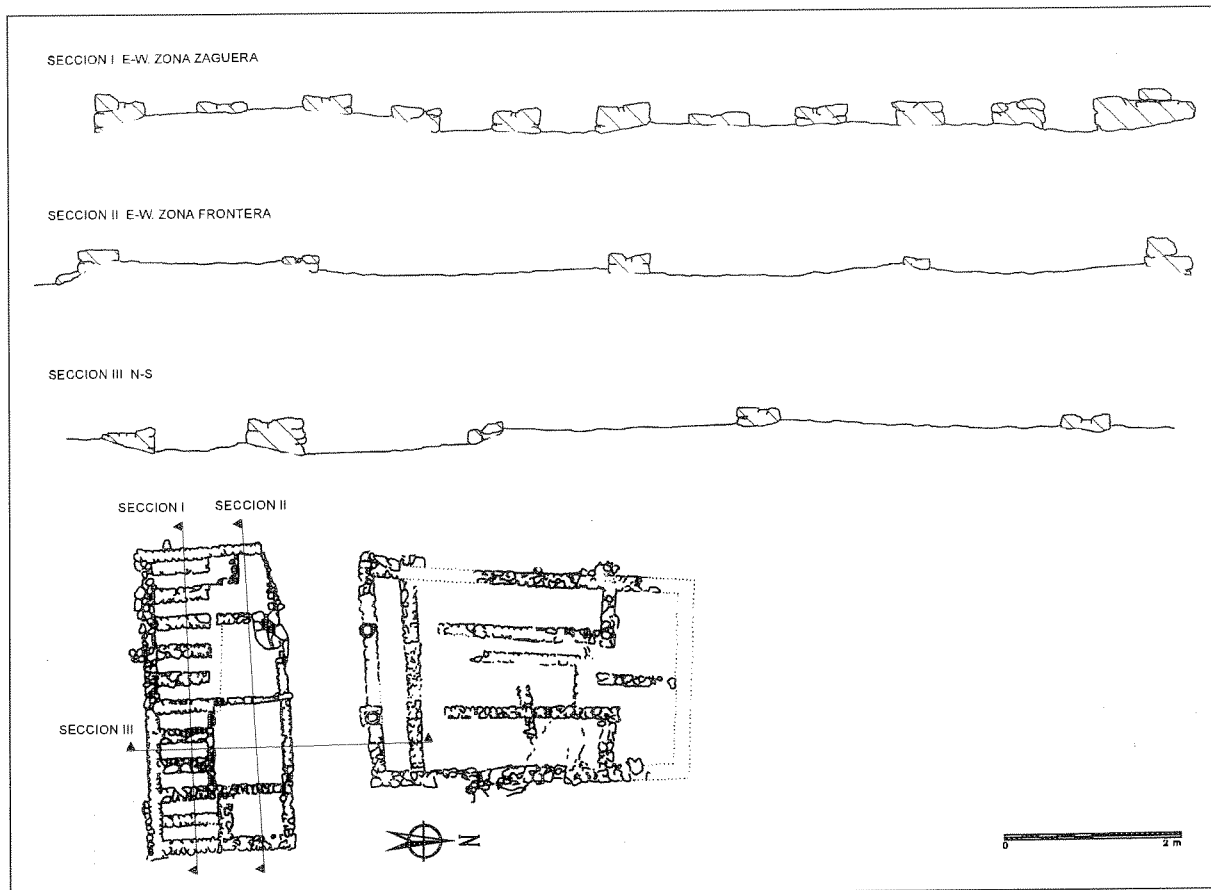 SECCION I E-W. ZONA ZAGUERA
SECCION II E-W. ZONA FRONTERA
SECCION III N-S
SECCION I
SECCION II
SECCION III
N
0
2 m